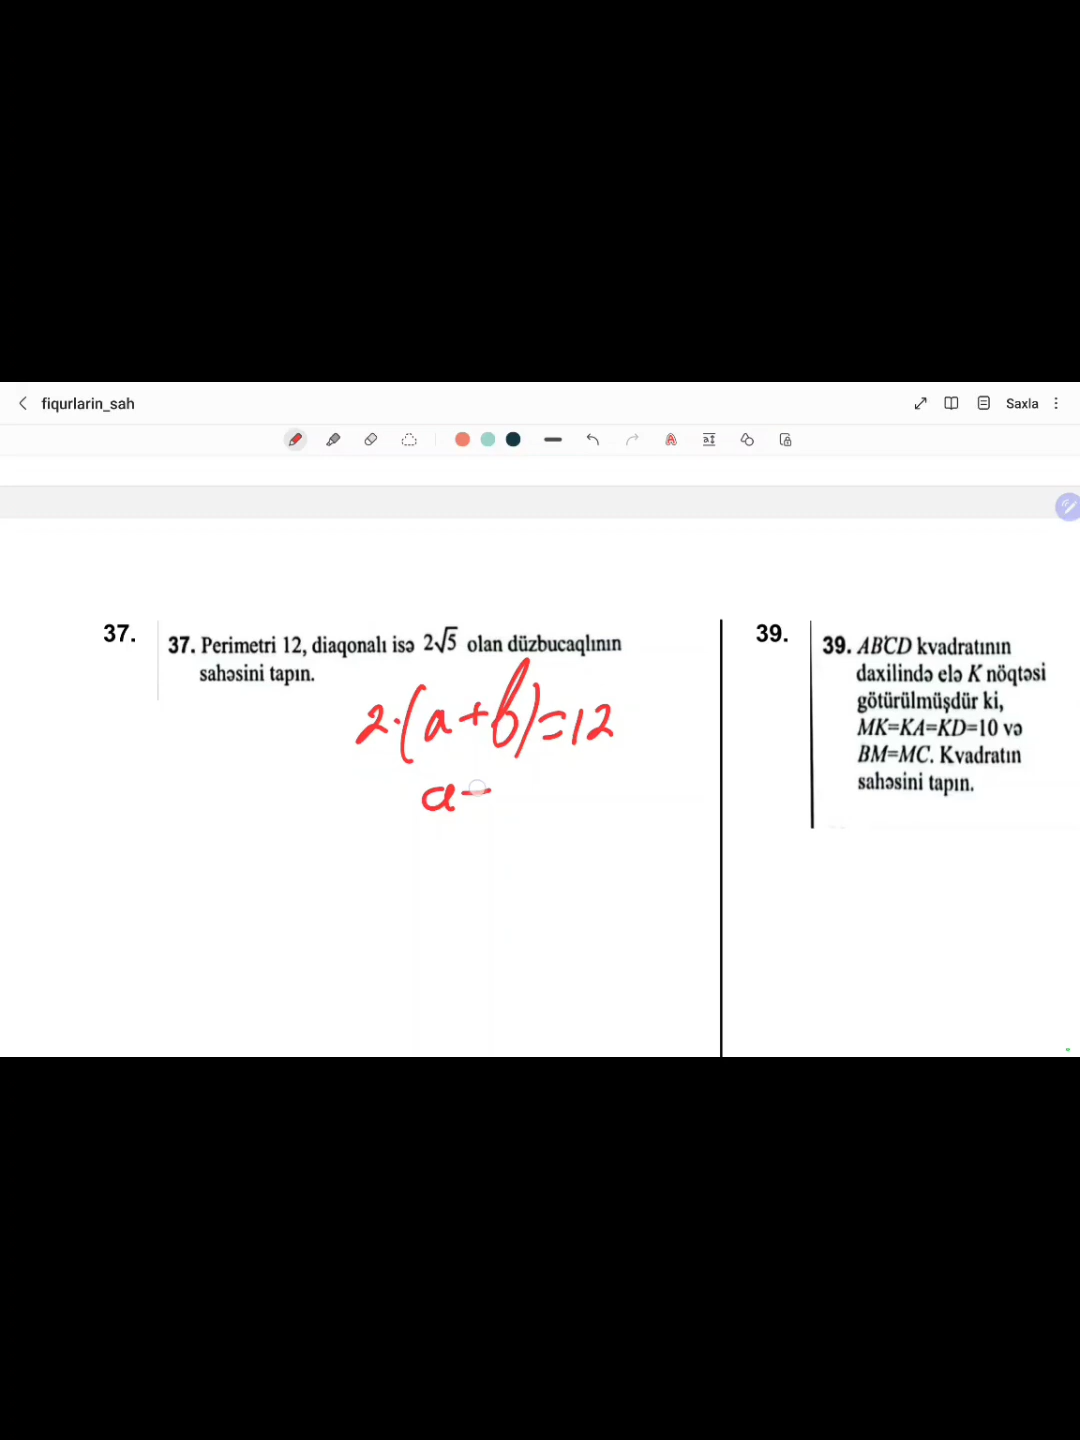 fiqurlarin_sah
Saxla
37.
37. Perimetri 12, diaqonalı isə 2√5 olan düzbucaqlının
sahəsini tapın.
2·(a+b)=12
a-
39.
39. ABCD kvadratının
daxilində elə K nöqtəsi
götürülmüşdür ki,
MK=KA=KD=10 və
BM=MC. Kvadratın
sahəsini tapın.